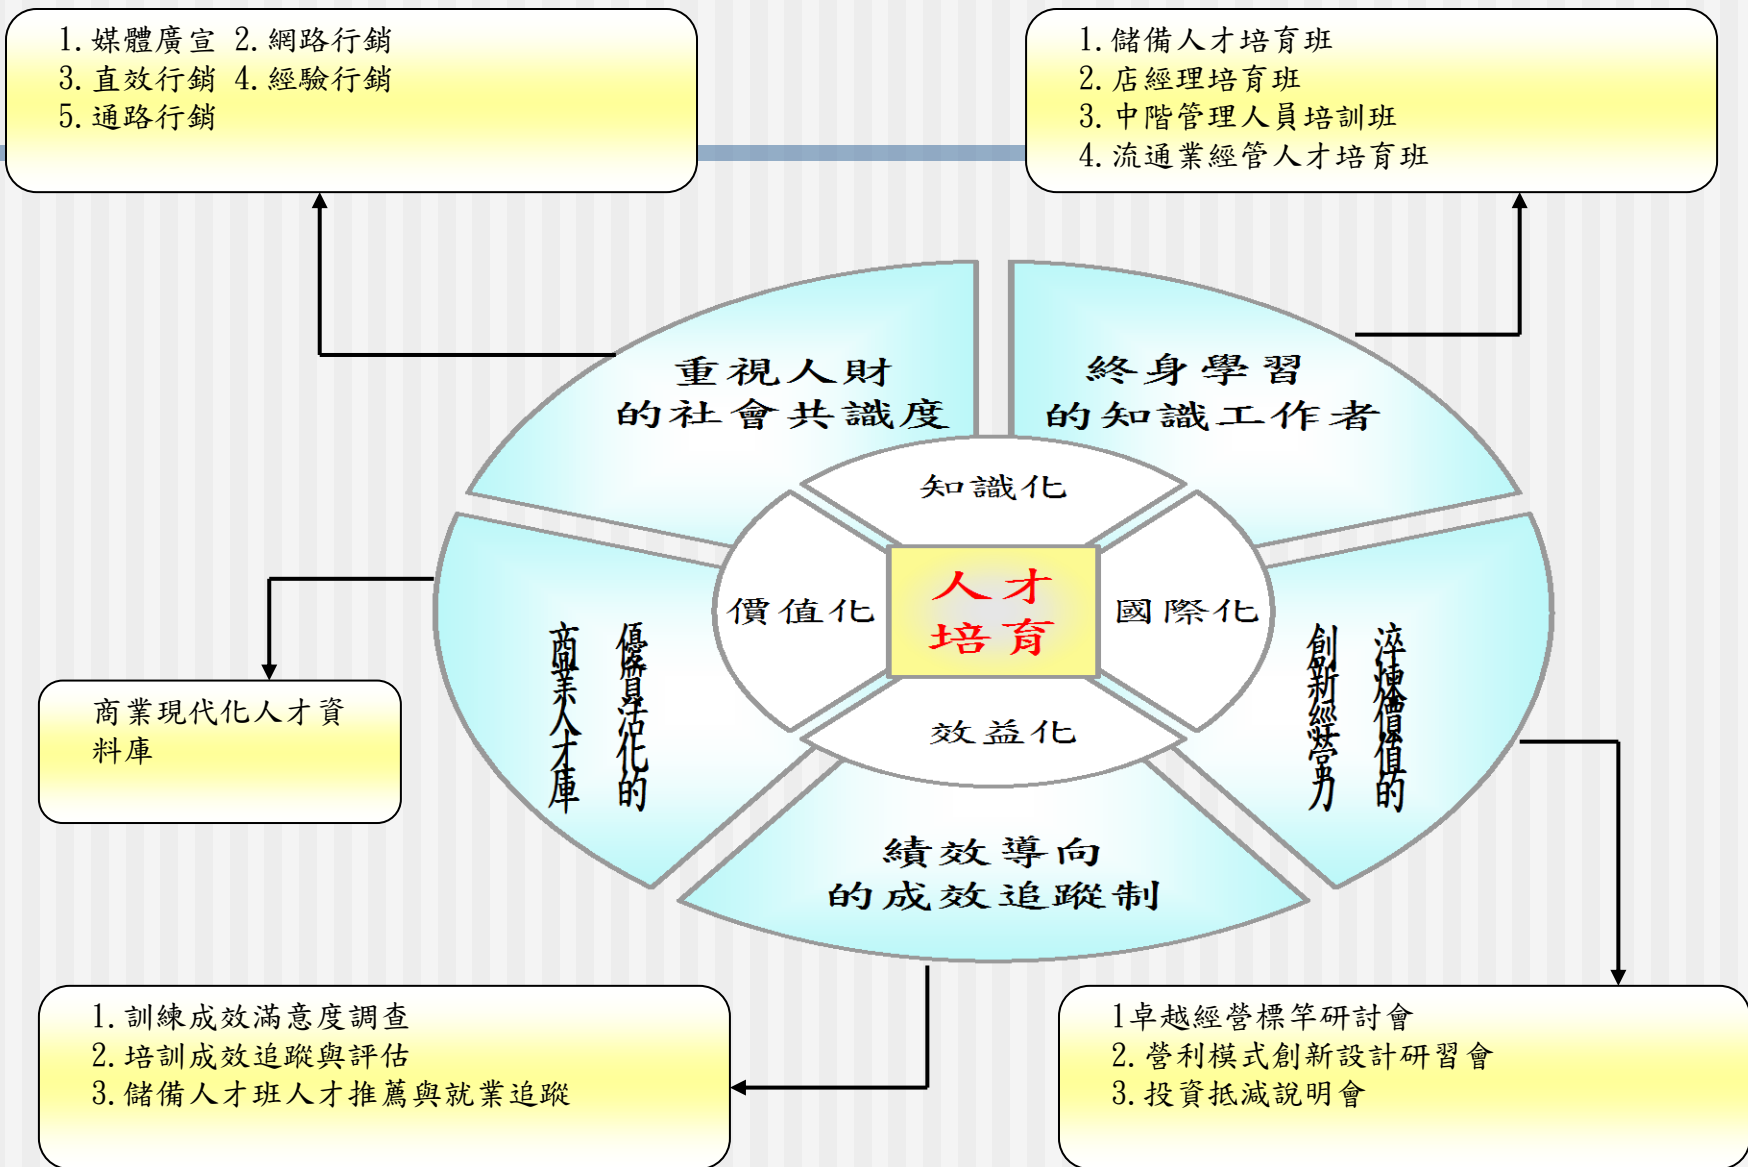 1.媒體廣宣 2.網路行銷
3.直效行銷 4.經驗行銷
5.通路行銷
1.儲備人才培育班
2.店經理培育班
3.中階管理人員培訓班
4.流通業經管人才培育班
重視人財
的社會共識度
終身學習
的知識工作者
知識化
價值化
人才
培育
國際化
效益化
優質活化的
商業人才庫
淬煉價值的
創新經營力
績效導向
的成效追蹤制
商業現代化人才資
料庫
1.訓練成效滿意度調查
2.培訓成效追蹤與評估
3.儲備人才班人才推薦與就業追蹤
1卓越經營標竿研討會
2.營利模式創新設計研習會
3.投資抵減說明會